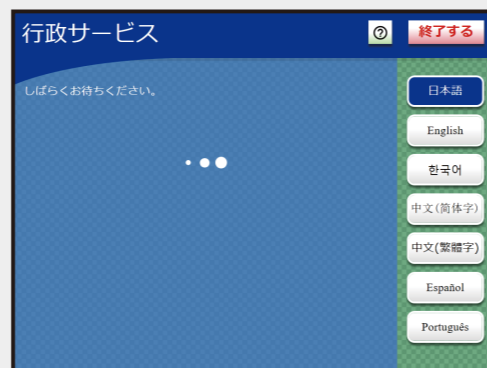 行政サービス
?
終了する
しばらくお待ちください。
日本語
English
한국어
中文(简体字)
中文(繁體字)
Español
Português